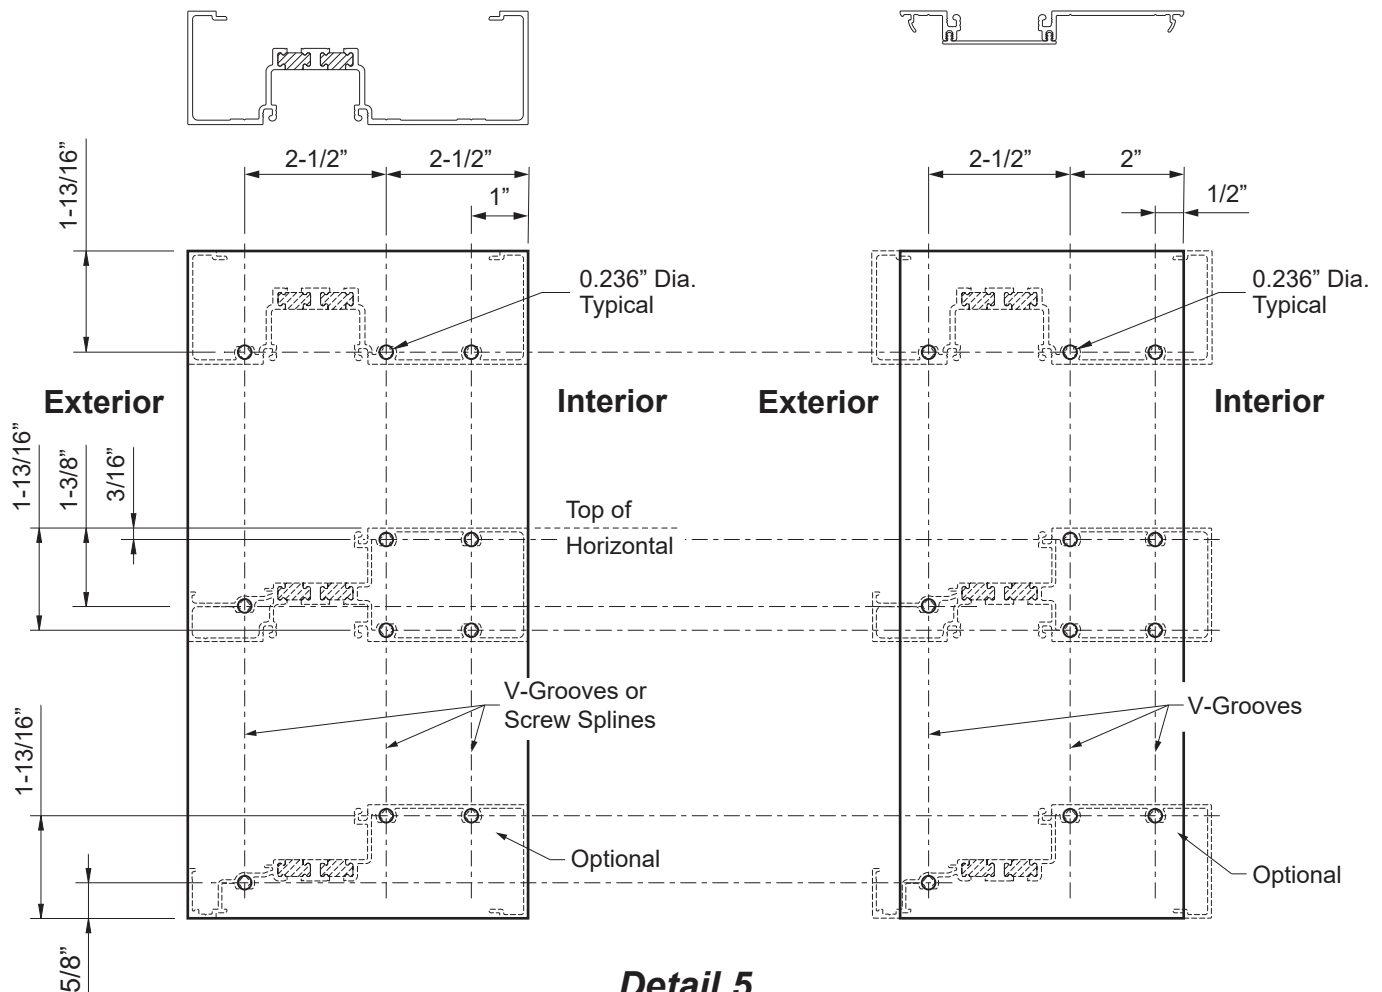 2-1/2”
2-1/2”
1”
1-13/16”
2-1/2”
2”
1/2”
0.236” Dia.
Typical
0.236” Dia.
Typical
Exterior
Interior
Exterior
Interior
1-13/16”
1-3/8”
3/16”
Top of
Horizontal
V-Grooves or
Screw Splines
V-Grooves
1-13/16”
Optional
Optional
5/8”
Detail 5